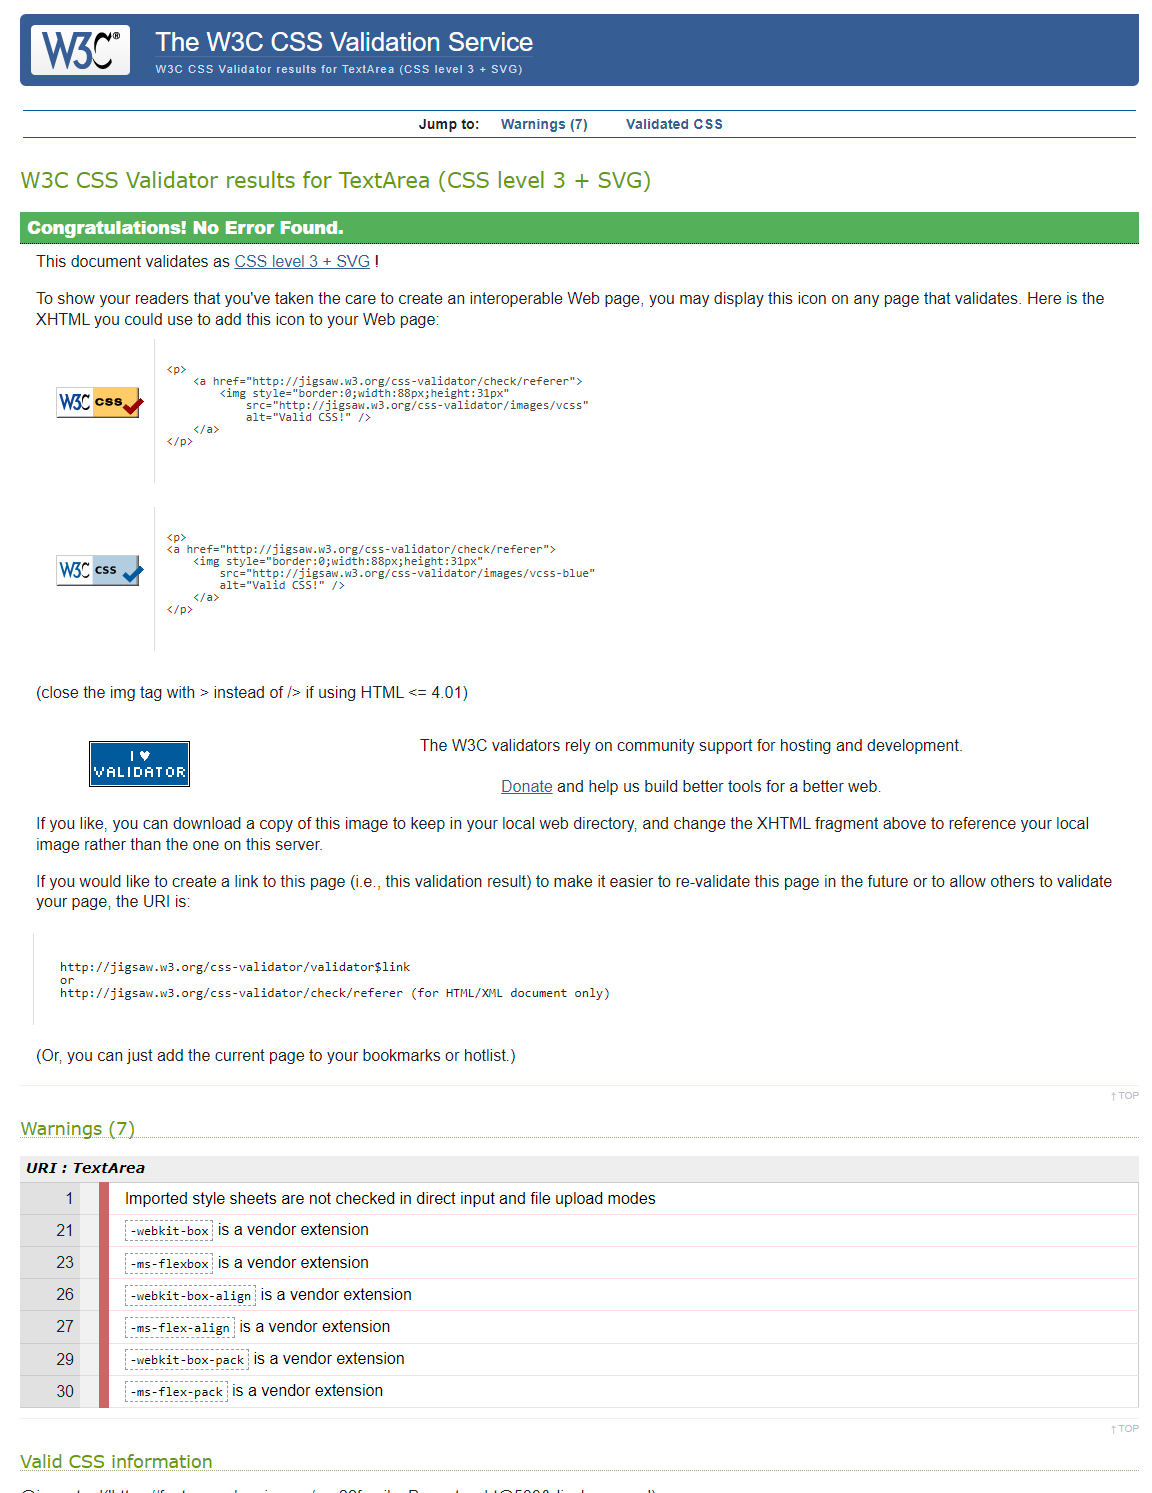 W3C®
The W3C CSS Validation Service
W3C CSS Validator results for TextArea (CSS level 3 + SVG)
Jump to: Warnings (7) Validated CSS
W3C CSS Validator results for TextArea (CSS level 3 + SVG)
Congratulations! No Error Found.
This document validates as CSS level 3 + SVG !
To show your readers that you've taken the care to create an interoperable Web page, you may display this icon on any page that validates. Here is the
XHTML you could use to add this icon to your Web page:
W3C css
<p>
<a href="http://jigsaw.w3.org/css-validator/check/referer">
<img style="border:0;width:88px;height:31px"
src="http://jigsaw.w3.org/css-validator/images/vcss"
alt="Valid CSS!" />
</a>
</p>
W3C css
<p>
<a href="http://jigsaw.w3.org/css-validator/check/referer">
<img style="border:0;width:88px;height:31px"
src="http://jigsaw.w3.org/css-validator/images/vcss-blue"
alt="Valid CSS!" />
</a>
</p>
(close the img tag with > instead of /> if using HTML <= 4.01)
I ♥
VALIDATOR
The W3C validators rely on community support for hosting and development.
Donate and help us build better tools for a better web.
If you like, you can download a copy of this image to keep in your local web directory, and change the XHTML fragment above to reference your local
image rather than the one on this server.
If you would like to create a link to this page (i.e., this validation result) to make it easier to re-validate this page in the future or to allow others to validate
your page, the URI is:
http://jigsaw.w3.org/css-validator/validator$link
or
http://jigsaw.w3.org/css-validator/check/referer (for HTML/XML document only)
(Or, you can just add the current page to your bookmarks or hotlist.)
↑ TOP
Warnings (7)
URI : TextArea
1 Imported style sheets are not checked in direct input and file upload modes
21 -webkit-box is a vendor extension
23 -ms-flexbox is a vendor extension
26 -webkit-box-align is a vendor extension
27 -ms-flex-align is a vendor extension
29 -webkit-box-pack is a vendor extension
30 -ms-flex-pack is a vendor extension
↑ TOP
Valid CSS information